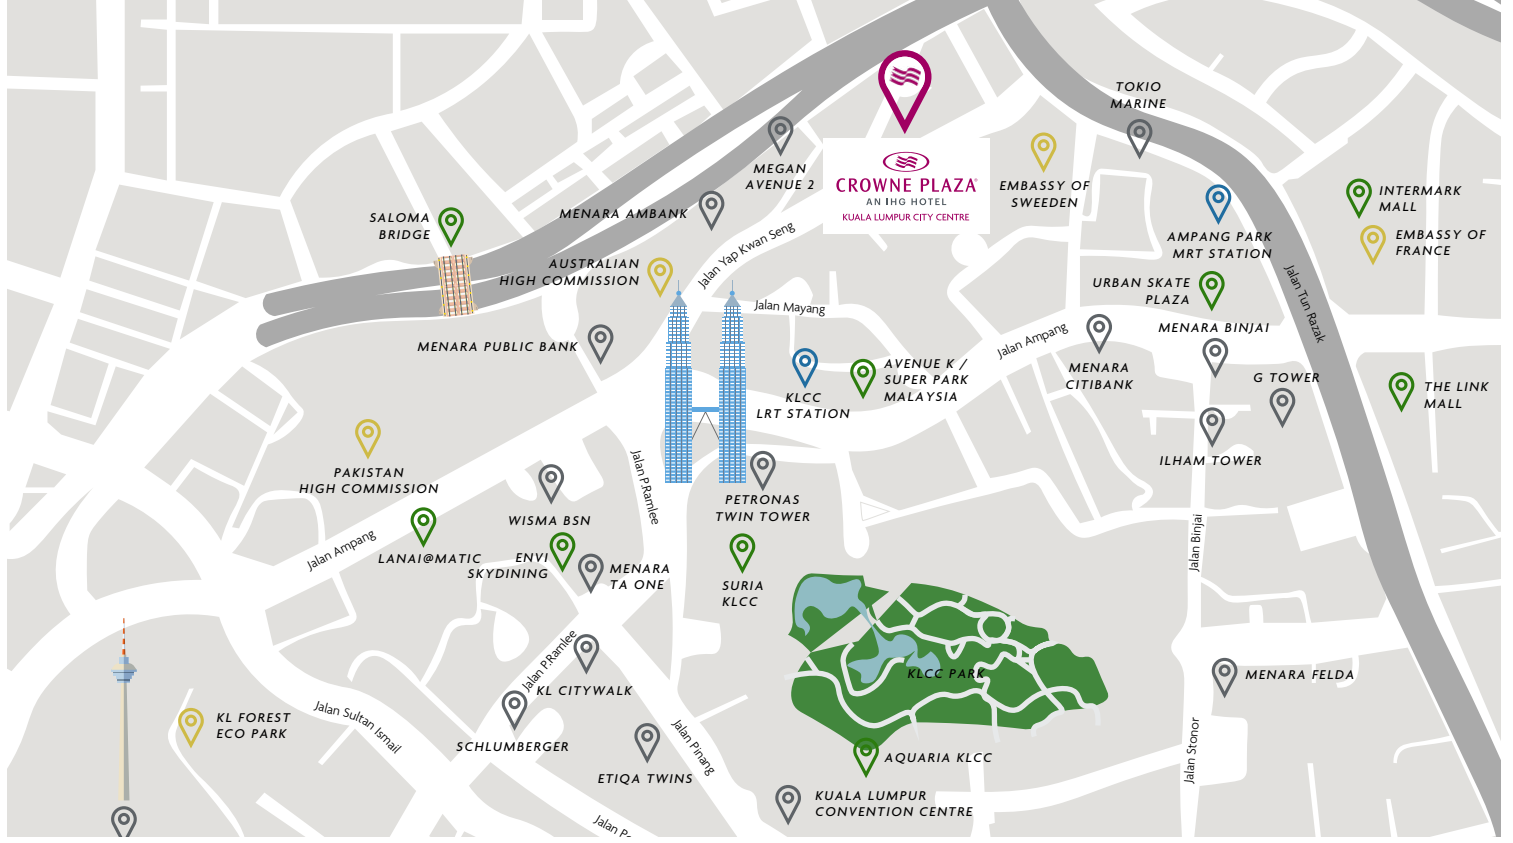 TOKIO
MARINE
MEGAN
AVENUE 2
CROWNE PLAZA
AN IHG HOTEL
KUALA LUMPUR CITY CENTRE
EMBASSY OF
SWEEDEN
INTERMARK
MALL
SALOMA
BRIDGE
MENARA AMBANK
AMPANG PARK
MRT STATION
EMBASSY OF
FRANCE
AUSTRALIAN
HIGH COMMISSION
Jalan Yap Kwan Seng
URBAN SKATE
PLAZA
Jalan Tun Razak
Jalan Mayang
MENARA BINJAI
Jalan Ampang
MENARA PUBLIC BANK
AVENUE K /
SUPER PARK
MALAYSIA
KLCC
LRT STATION
MENARA
CITIBANK
G TOWER
THE LINK
MALL
ILHAM TOWER
PAKISTAN
HIGH COMMISSION
Jalan P.Ramlee
PETRONAS
TWIN TOWER
WISMA BSN
Jalan Ampang
LANAI@MATIC
ENVI
SKYDINING
MENARA
TA ONE
SURIA
KLCC
Jalan Binjai
Jalan P.Ramlee
KL CITYWALK
KLCC PARK
MENARA FELDA
KL FOREST
ECO PARK
Jalan Sultan Ismail
SCHLUMBERGER
ETIQA TWINS
Jalan Pinang
AQUARIA KLCC
Jalan Stonor
KUALA LUMPUR
CONVENTION CENTRE
Jalan